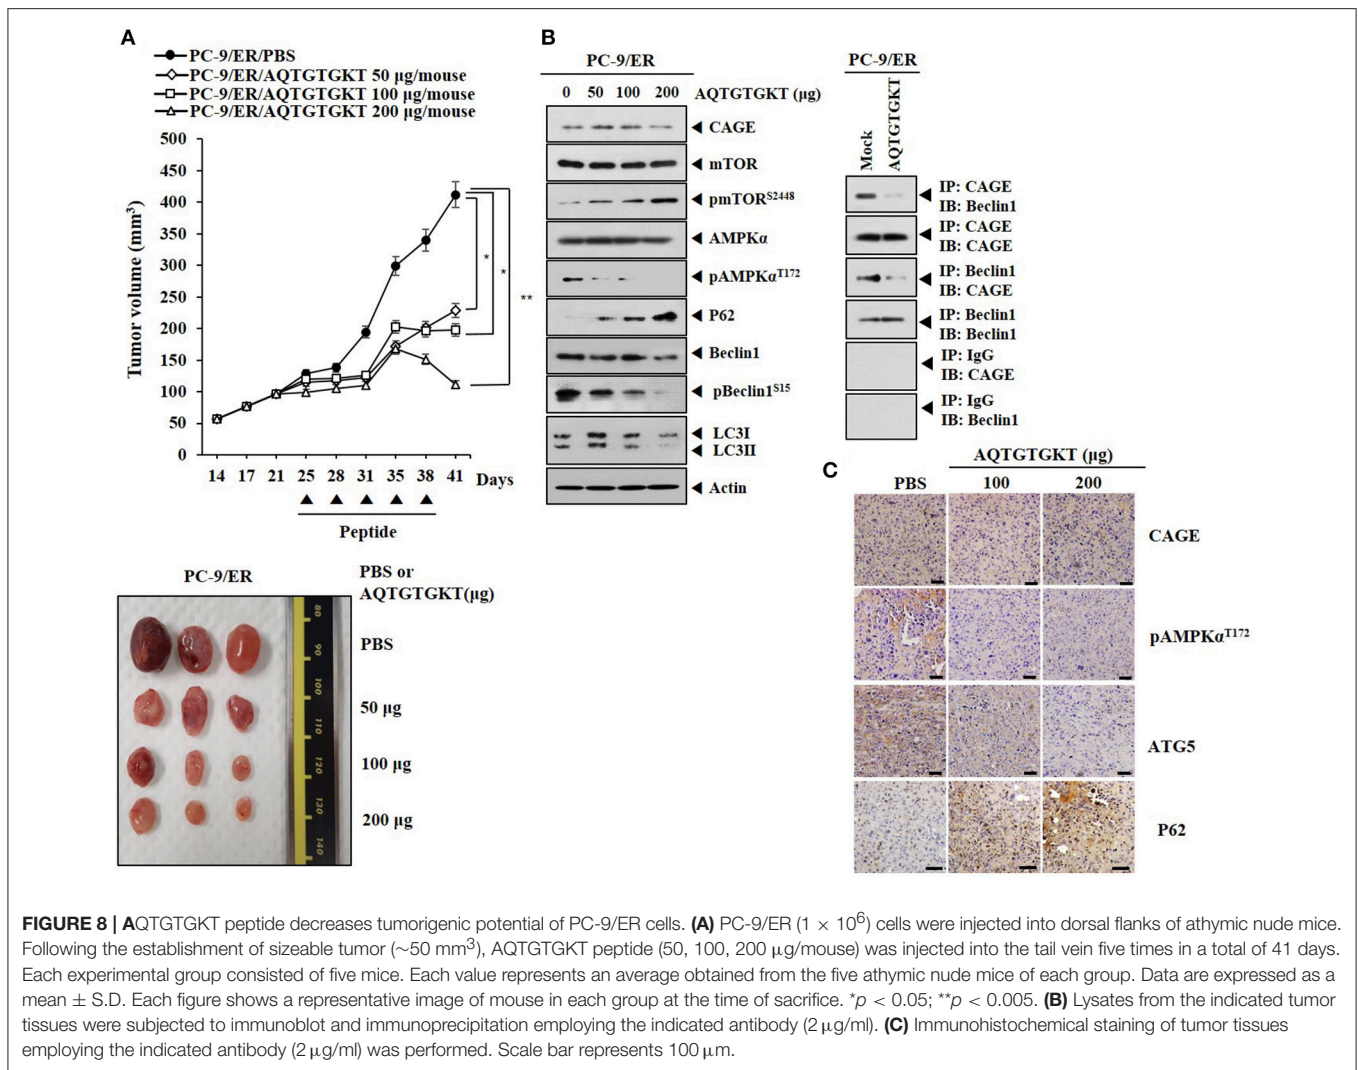 A
PC-9/ER/PBS
PC-9/ER/AQTGTGKT 50 μg/mouse
PC-9/ER/AQTGTGKT 100 μg/mouse
PC-9/ER/AQTGTGKT 200 μg/mouse
Tumor volume (mm³)
500
450
400
350
300
250
200
150
100
50
0
*
*
**
14 17 21 25 28 31 35 38 41 Days
Peptide
PC-9/ER
PBS or
AQTGTGKT(μg)
PBS
50 μg
100 μg
200 μg
80
90
100
110
120
130
140
B
PC-9/ER
0 50 100 200 AQTGTGKT (μg)
CAGE
mTOR
pmTORS2448
AMPKα
pAMPKαT172
P62
Beclin1
pBeclin1S15
LC3I
LC3II
Actin
PC-9/ER
Mock
AQTGTGKT
IP: CAGE
IB: Beclin1
IP: CAGE
IB: CAGE
IP: Beclin1
IB: CAGE
IP: Beclin1
IB: Beclin1
IP: IgG
IB: CAGE
IP: IgG
IB: Beclin1
C
AQTGTGKT (μg)
PBS 100 200
CAGE
pAMPKαT172
ATG5
P62
FIGURE 8 | AQTGTGKT peptide decreases tumorigenic potential of PC-9/ER cells. (A) PC-9/ER (1 × 10⁶) cells were injected into dorsal flanks of athymic nude mice.
Following the establishment of sizeable tumor (~50 mm³), AQTGTGKT peptide (50, 100, 200 μg/mouse) was injected into the tail vein five times in a total of 41 days.
Each experimental group consisted of five mice. Each value represents an average obtained from the five athymic nude mice of each group. Data are expressed as a
mean ± S.D. Each figure shows a representative image of mouse in each group at the time of sacrifice. *p < 0.05; **p < 0.005. (B) Lysates from the indicated tumor
tissues were subjected to immunoblot and immunoprecipitation employing the indicated antibody (2 μg/ml). (C) Immunohistochemical staining of tumor tissues
employing the indicated antibody (2 μg/ml) was performed. Scale bar represents 100 μm.